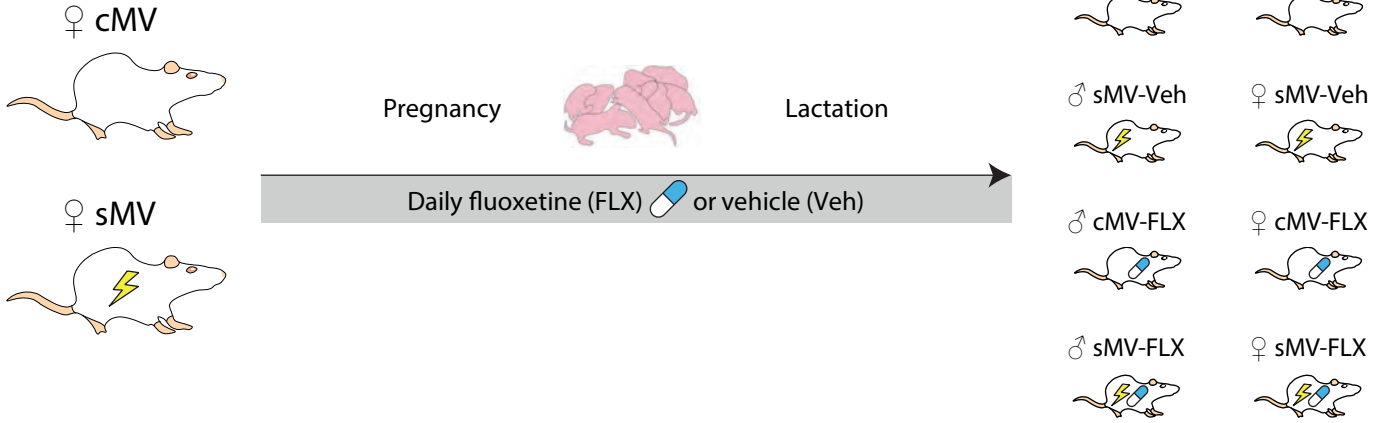 ♀ cMV
♂ sMV-Veh ♀ sMV-Veh
Pregnancy Lactation
Daily fluoxetine (FLX) or vehicle (Veh)
♀ sMV
♂ cMV-FLX ♀ cMV-FLX
♂ sMV-FLX ♀ sMV-FLX